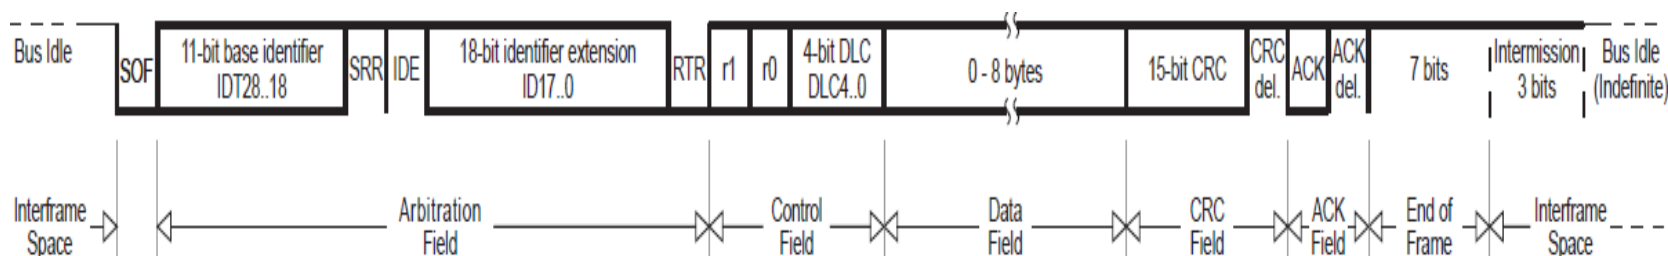 Bus Idle
SOF
11-bit base identifier
IDT28..18
SRR
IDE
18-bit identifier extension
ID17..0
RTR
r1
r0
4-bit DLC
DLC4..0
0 - 8 bytes
15-bit CRC
CRC
del.
ACK
ACK
del.
7 bits
Intermission
3 bits
Bus Idle
(Indefinite)
Interframe
Space
Arbitration
Field
Control
Field
Data
Field
CRC
Field
ACK
Field
End of
Frame
Interframe
Space